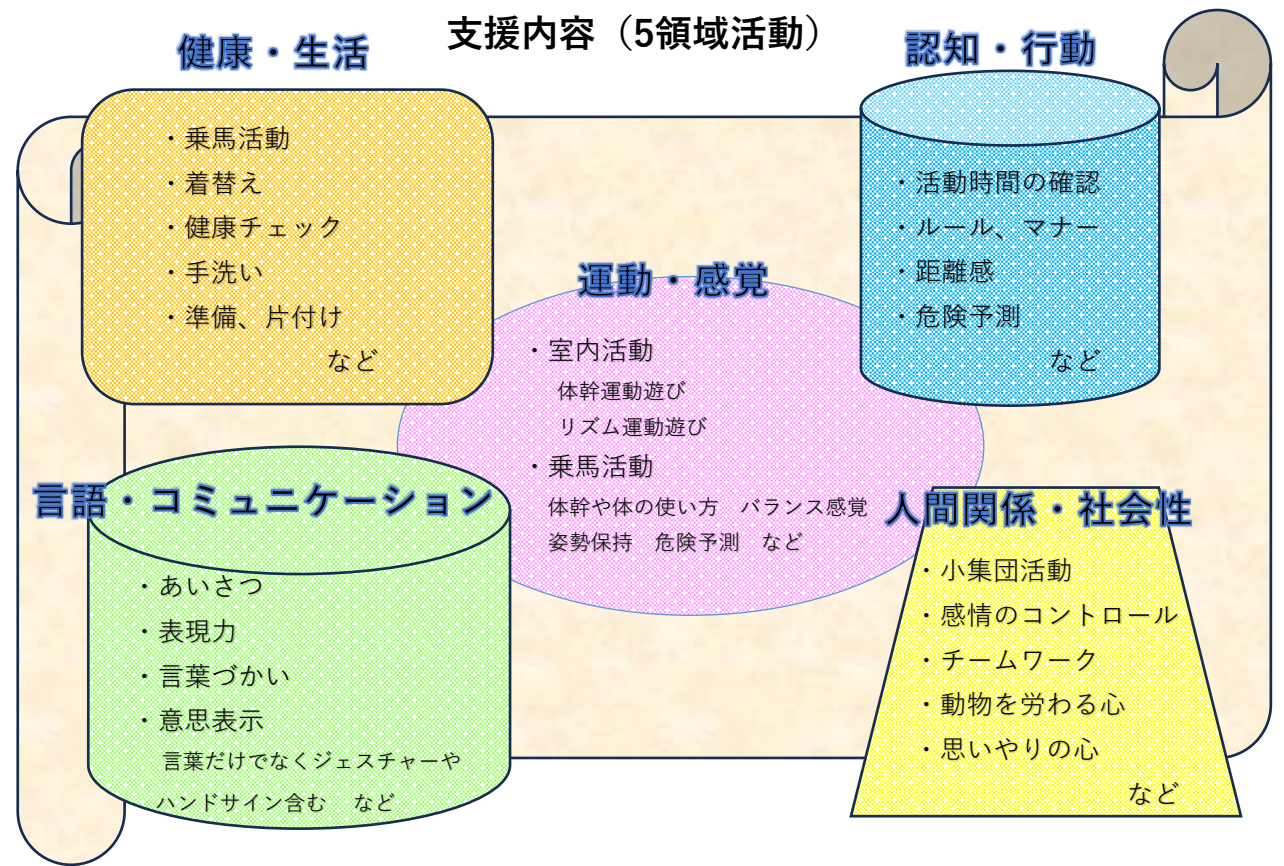 支援内容（5領域活動）
健康・生活
・乗馬活動
・着替え
・健康チェック
・手洗い
・準備、片付け
など
認知・行動
・活動時間の確認
・ルール、マナー
・距離感
・危険予測
など
運動・感覚
・室内活動
体幹運動遊び
リズム運動遊び
・乗馬活動
体幹や体の使い方　バランス感覚
姿勢保持　危険予測　など
言語・コミュニケーション
・あいさつ
・表現力
・言葉づかい
・意思表示
言葉だけでなくジェスチャーや
ハンドサイン含む　など
人間関係・社会性
・小集団活動
・感情のコントロール
・チームワーク
・動物を労わる心
・思いやりの心
など